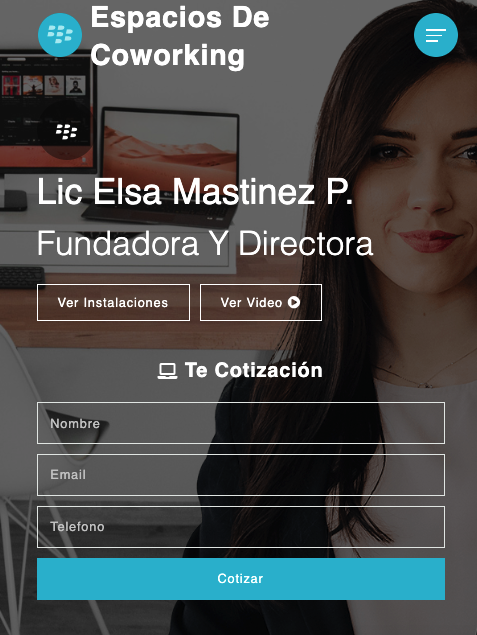 Espacios De
Coworking
Lic Elsa Mastinez P.
Fundadora Y Directora
Ver Instalaciones
Ver Video
Te Cotización
Nombre
Email
Telefono
Cotizar